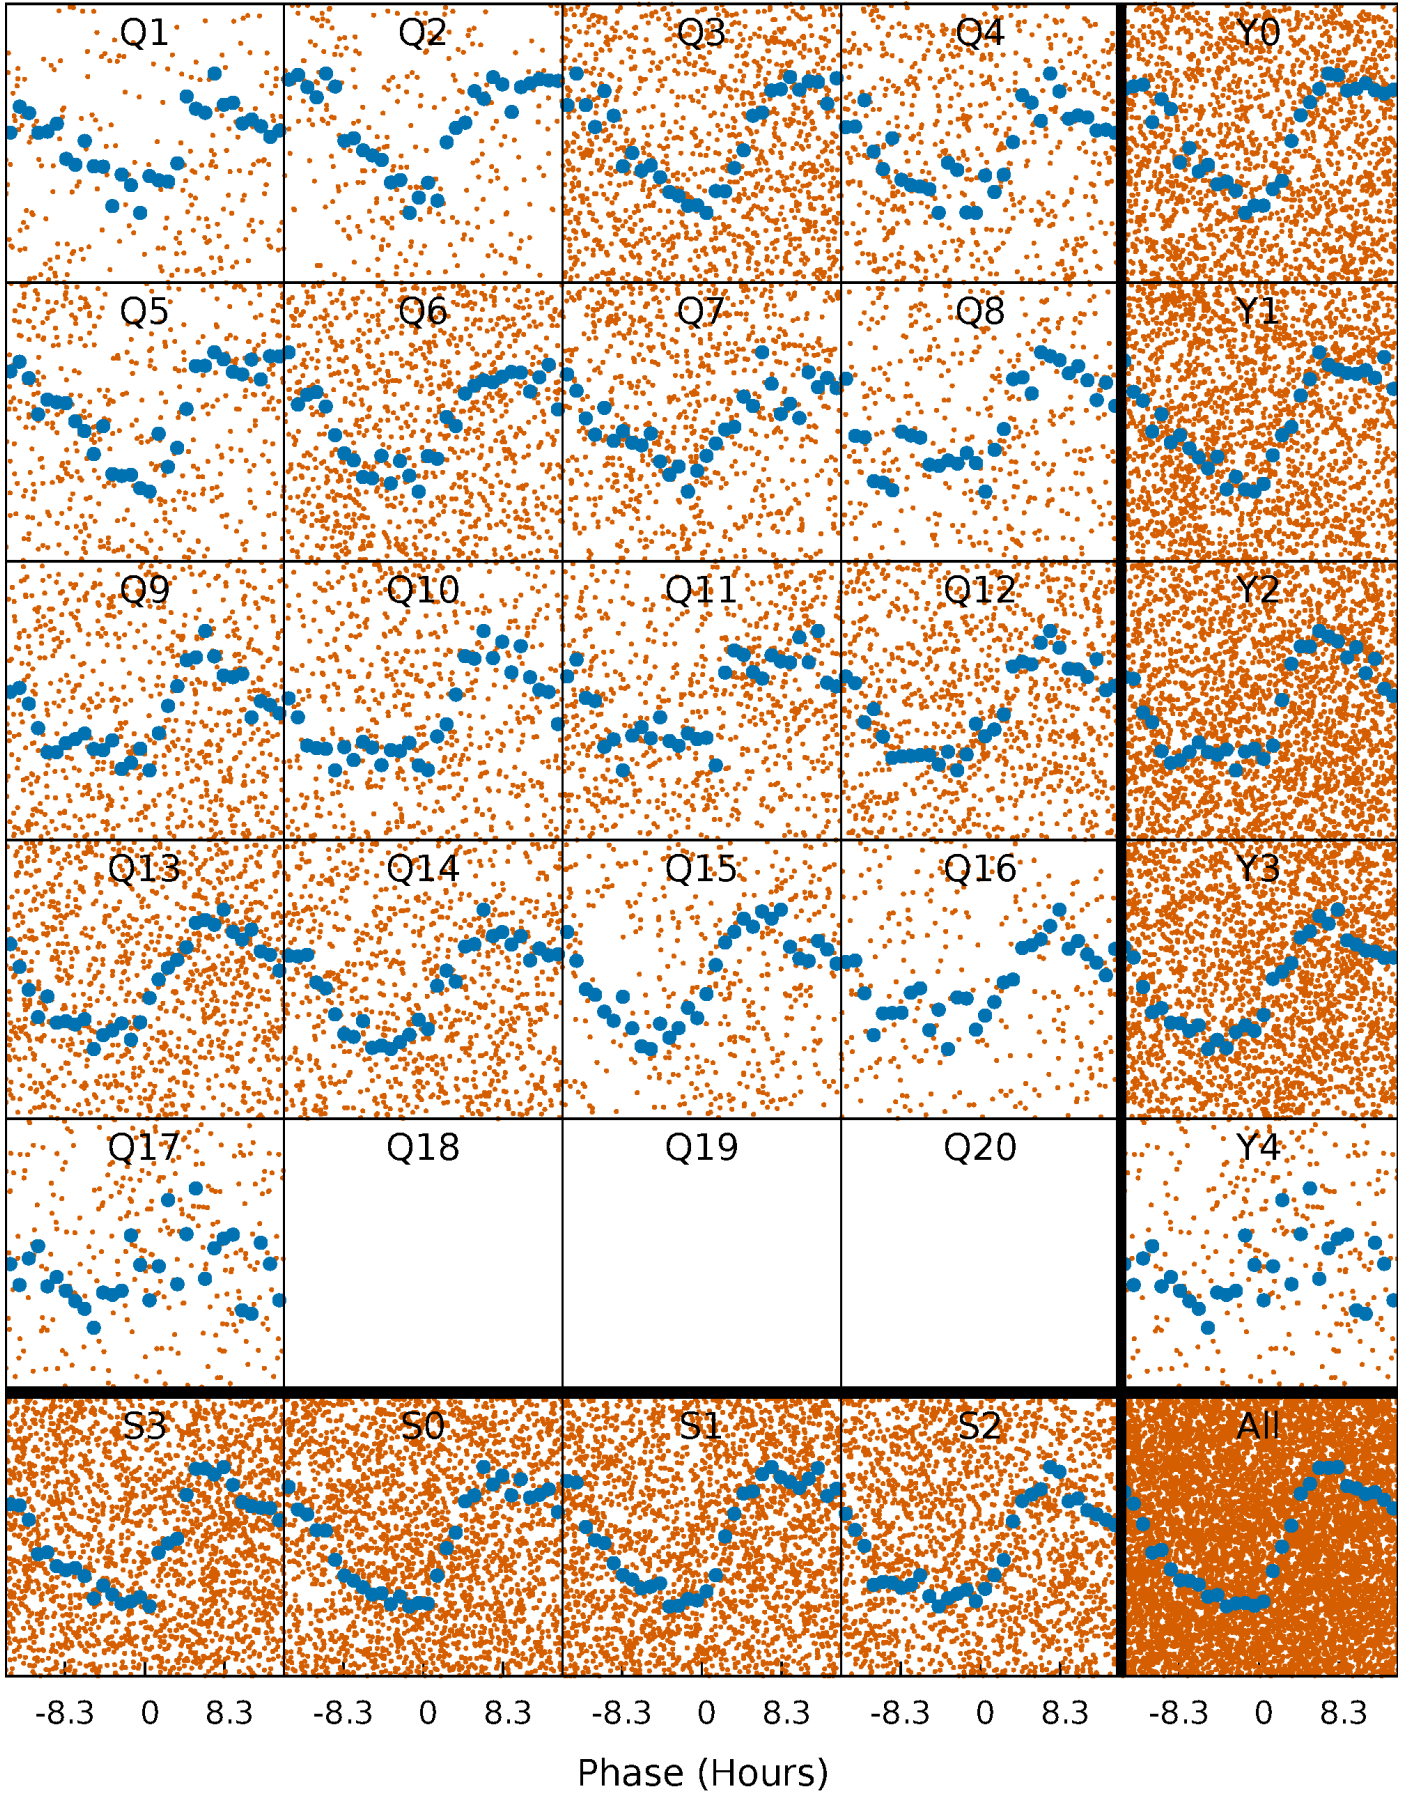 Q1 Q2 Q3 Q4 Y0
Q5 Q6 Q7 Q8 Y1
Q9 Q10 Q11 Q12 Y2
Q13 Q14 Q15 Q16 Y3
Q17 Q18 Q19 Q20 Y4
S3 S0 S1 S2 All
-8.3 0 8.3 -8.3 0 8.3 -8.3 0 8.3 -8.3 0 8.3 -8.3 0 8.3
Phase (Hours)